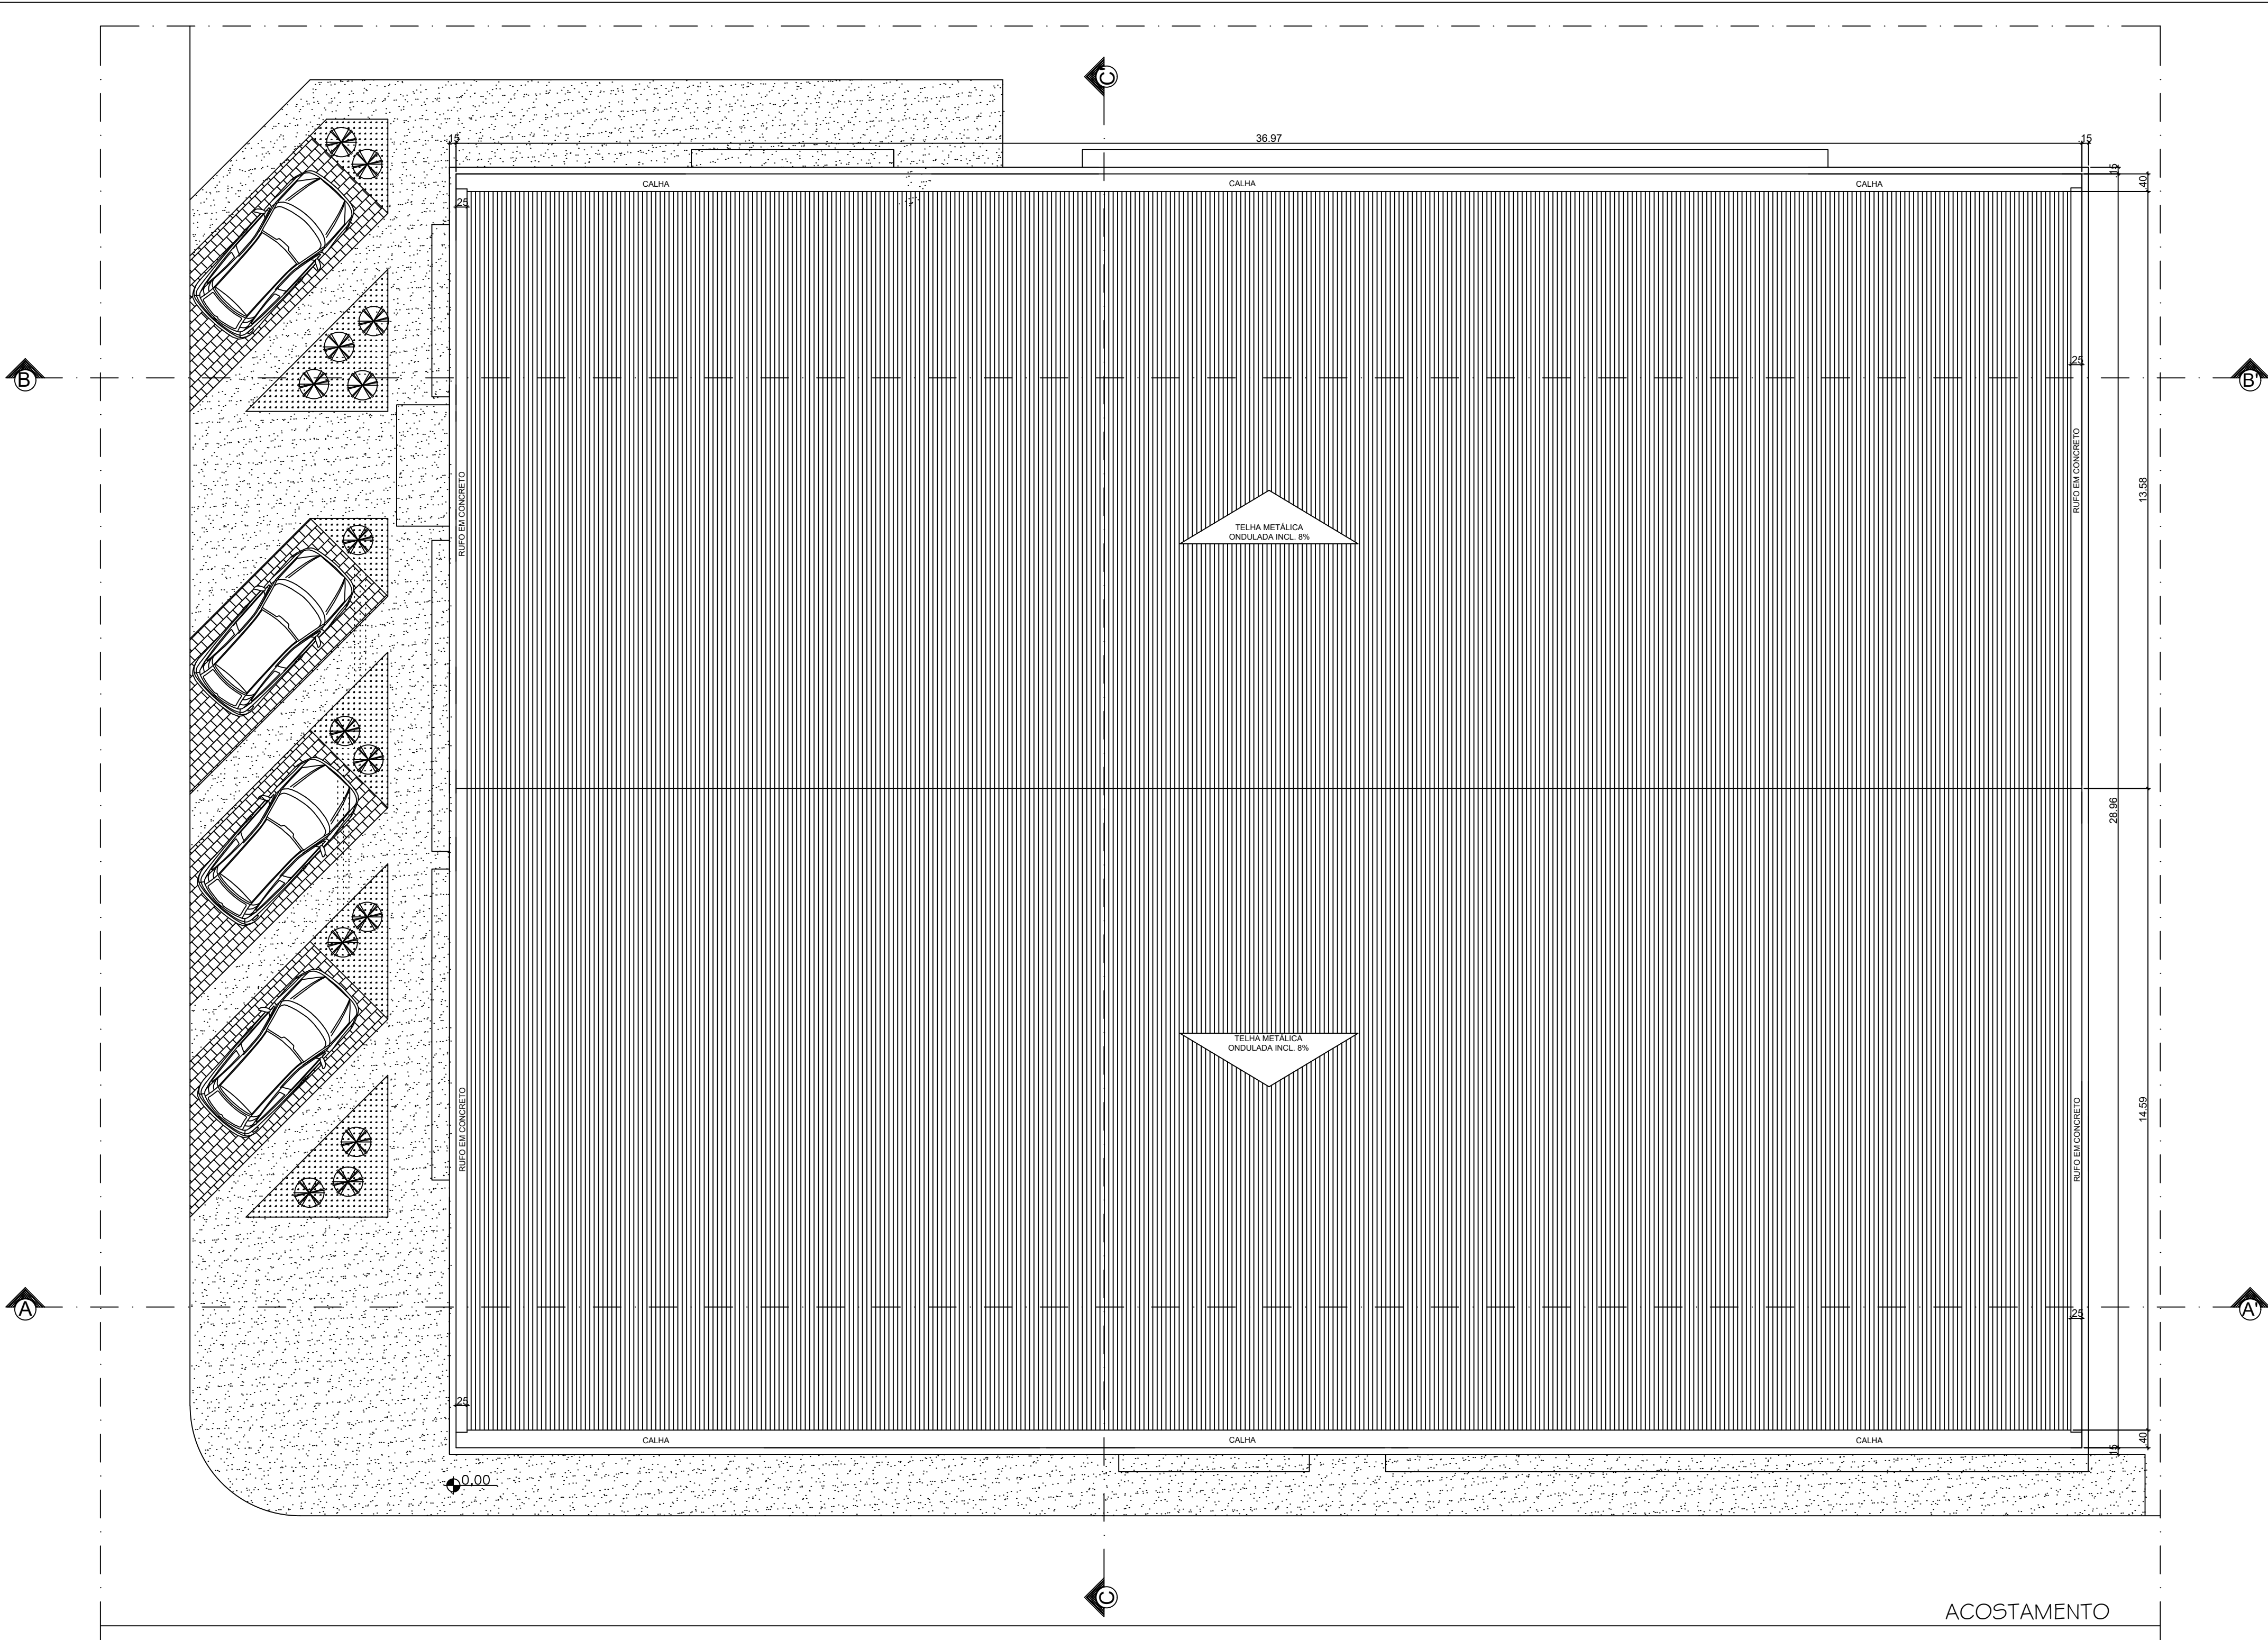 C'
15
36.97
15
15
40
CALHA
CALHA
CALHA
25
25
B
B'
RUFO EM CONCRETO
RUFO EM CONCRETO
13.58
TELHA METÁLICA
ONDULADA INCL. 8%
28.96
TELHA METÁLICA
ONDULADA INCL. 8%
RUFO EM CONCRETO
RUFO EM CONCRETO
14.59
A
A'
25
25
CALHA
CALHA
CALHA
40
15
0,00
C
ACOSTAMENTO